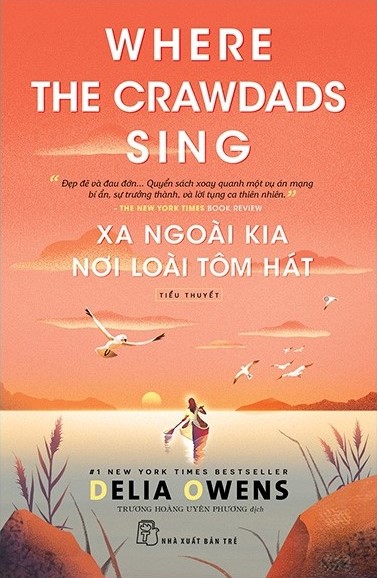 WHERE
THE CRAWDADS
SING
“Đẹp đẽ và đau đớn... Quyển sách xoay quanh một vụ án mạng
bí ẩn, sự trưởng thành, và lời tụng ca thiên nhiên.”
- THE NEW YORK TIMES BOOK REVIEW
XA NGOÀI KIA
NƠI LOÀI TÔM HÁT
TIỂU THUYẾT
#1 NEW YORK TIMES BESTSELLER
DELIA OWENS
TRƯƠNG HOÀNG UYÊN PHƯƠNG dịch
NHÀ XUẤT BẢN TRẺ